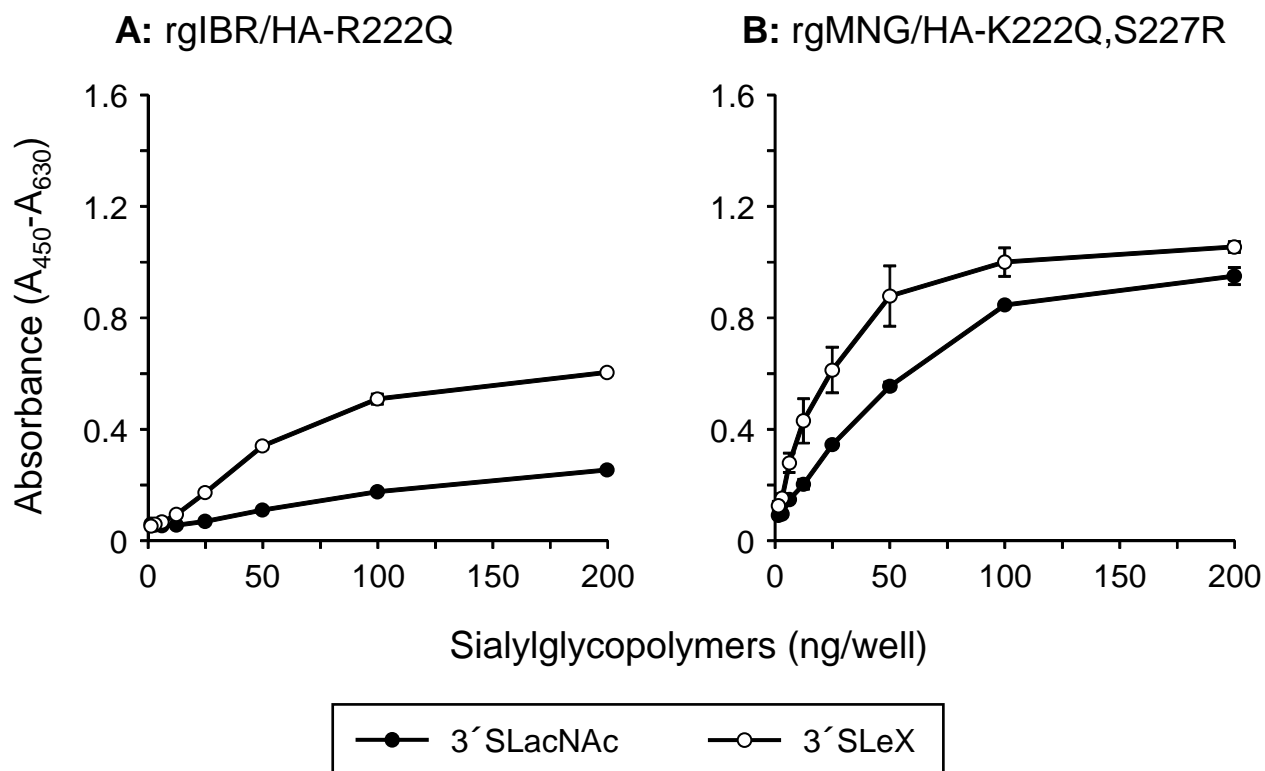 A: rgIBR/HA-R222Q
B: rgMNG/HA-K222Q,S227R
Absorbance (A450-A630)
1.6
1.2
0.8
0.4
0
0 50 100 150 200
1.6
1.2
0.8
0.4
0
0 50 100 150 200
Sialylglycopolymers (ng/well)
3´SLacNAc
3´SLeX